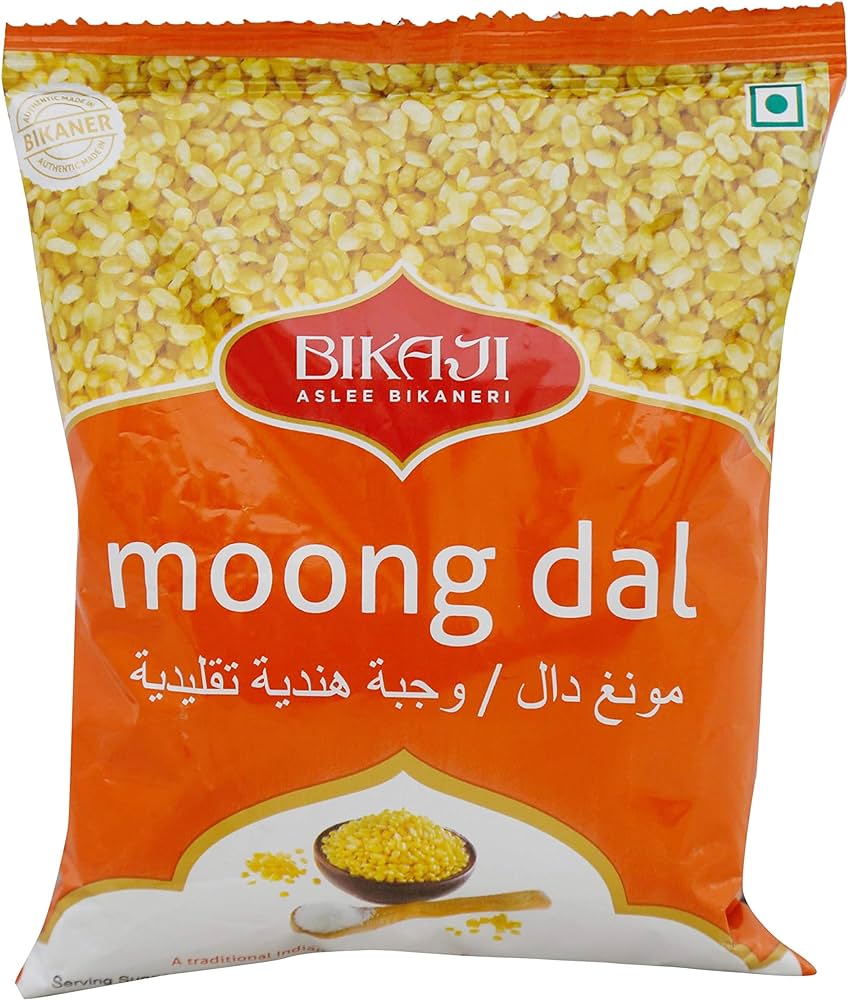 AUTHENTIC MADE IN
BIKANER
AUTHENTIC MADE IN
BIKAJI
ASLEE BIKANERI
moong dal
مونغ دال / وجبة هندية تقليدية
A traditional Indian
Serving